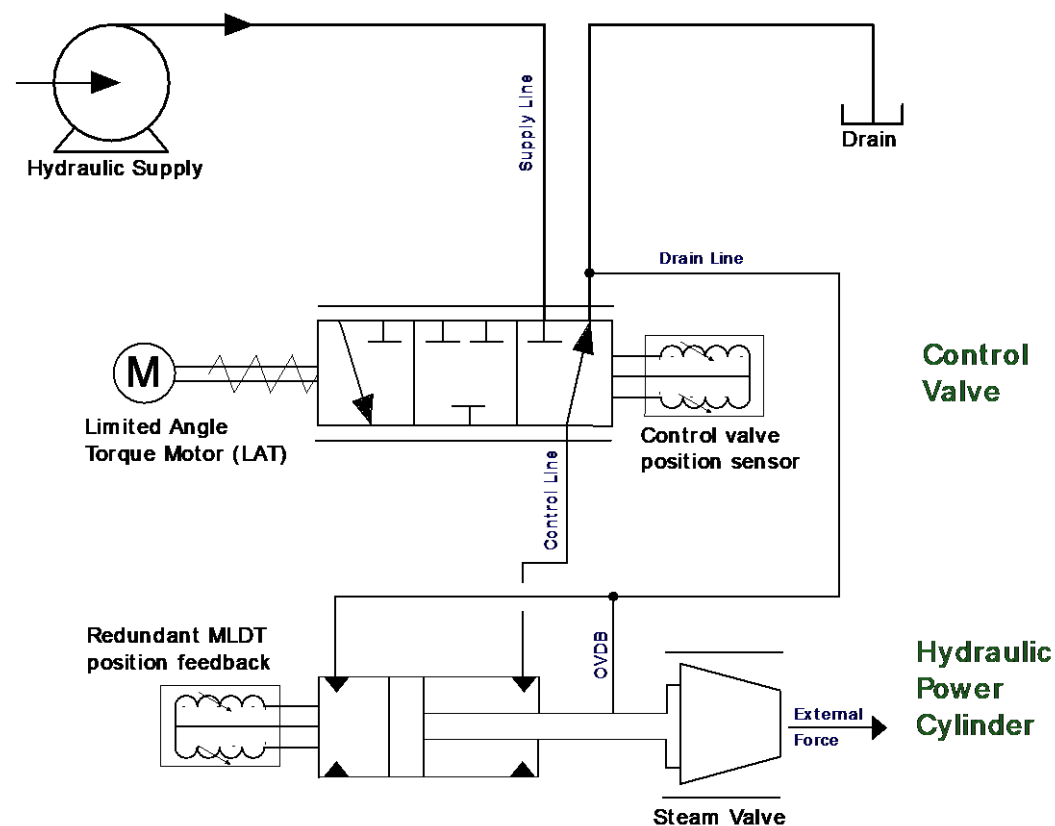 Hydraulic Supply
Supply Line
Drain
Drain Line
M
Limited Angle
Torque Motor (LAT)
Control valve
position sensor
Control
Valve
Control Line
Redundant MLDT
position feedback
OVDB
External
Force
Hydraulic
Power
Cylinder
Steam Valve